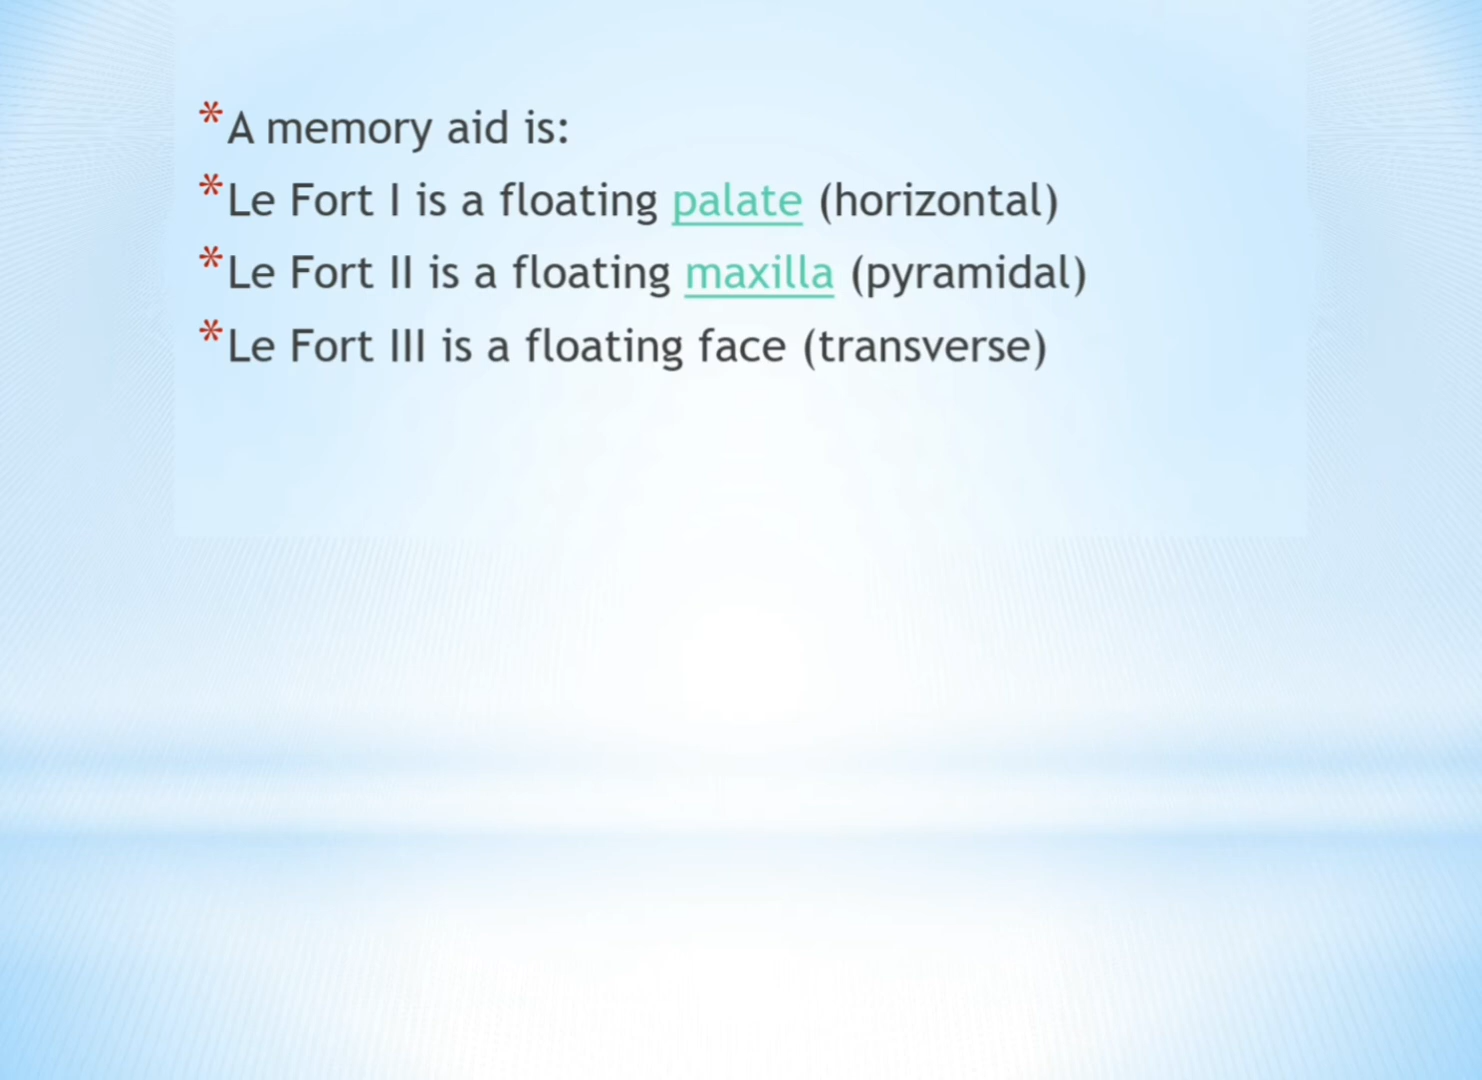 *A memory aid is:
*Le Fort I is a floating palate (horizontal)
*Le Fort II is a floating maxilla (pyramidal)
*Le Fort III is a floating face (transverse)